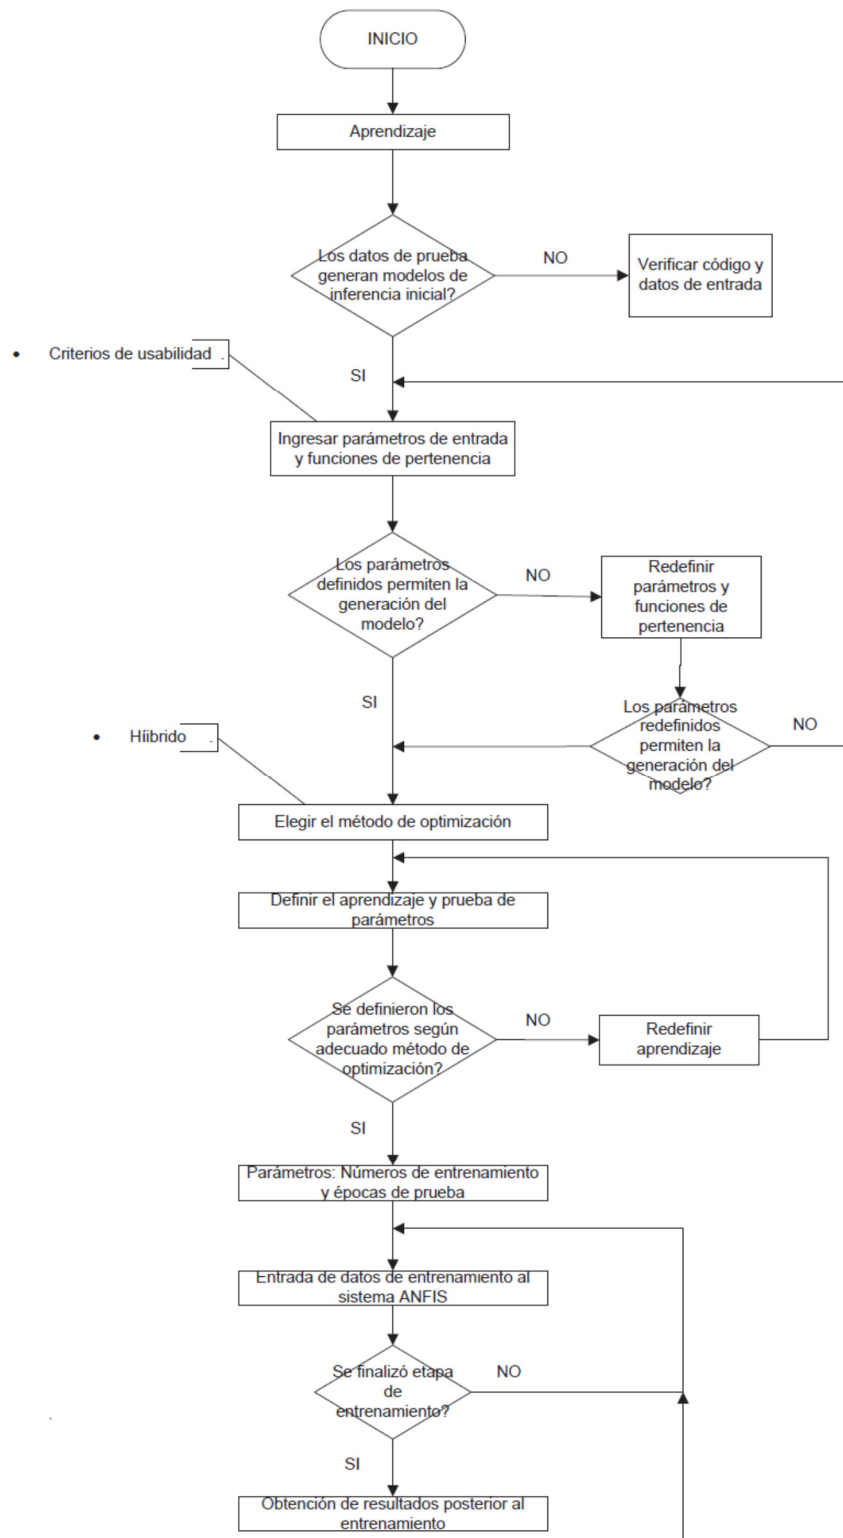 INICIO
Aprendizaje
Los datos de prueba
generan modelos de
inferencia inicial?
NO
Verificar código y
datos de entrada
• Criterios de usabilidad .
SI
Ingresar parámetros de entrada
y funciones de pertenencia
Los parámetros
definidos permiten la
generación del
modelo?
NO
Redefinir
parámetros y
funciones de
pertenencia
SI
Los parámetros
redefinidos
permiten la
generación del
modelo?
NO
• Híibrido .
Elegir el método de optimización
Definir el aprendizaje y prueba de
parámetros
Se definieron los
parámetros según
adecuado método de
optimización?
NO
Redefinir
aprendizaje
SI
Parámetros: Números de entrenamiento
y épocas de prueba
Entrada de datos de entrenamiento al
sistema ANFIS
Se finalizó etapa
de
entrenamiento?
NO
SI
Obtención de resultados posterior al
entrenamiento